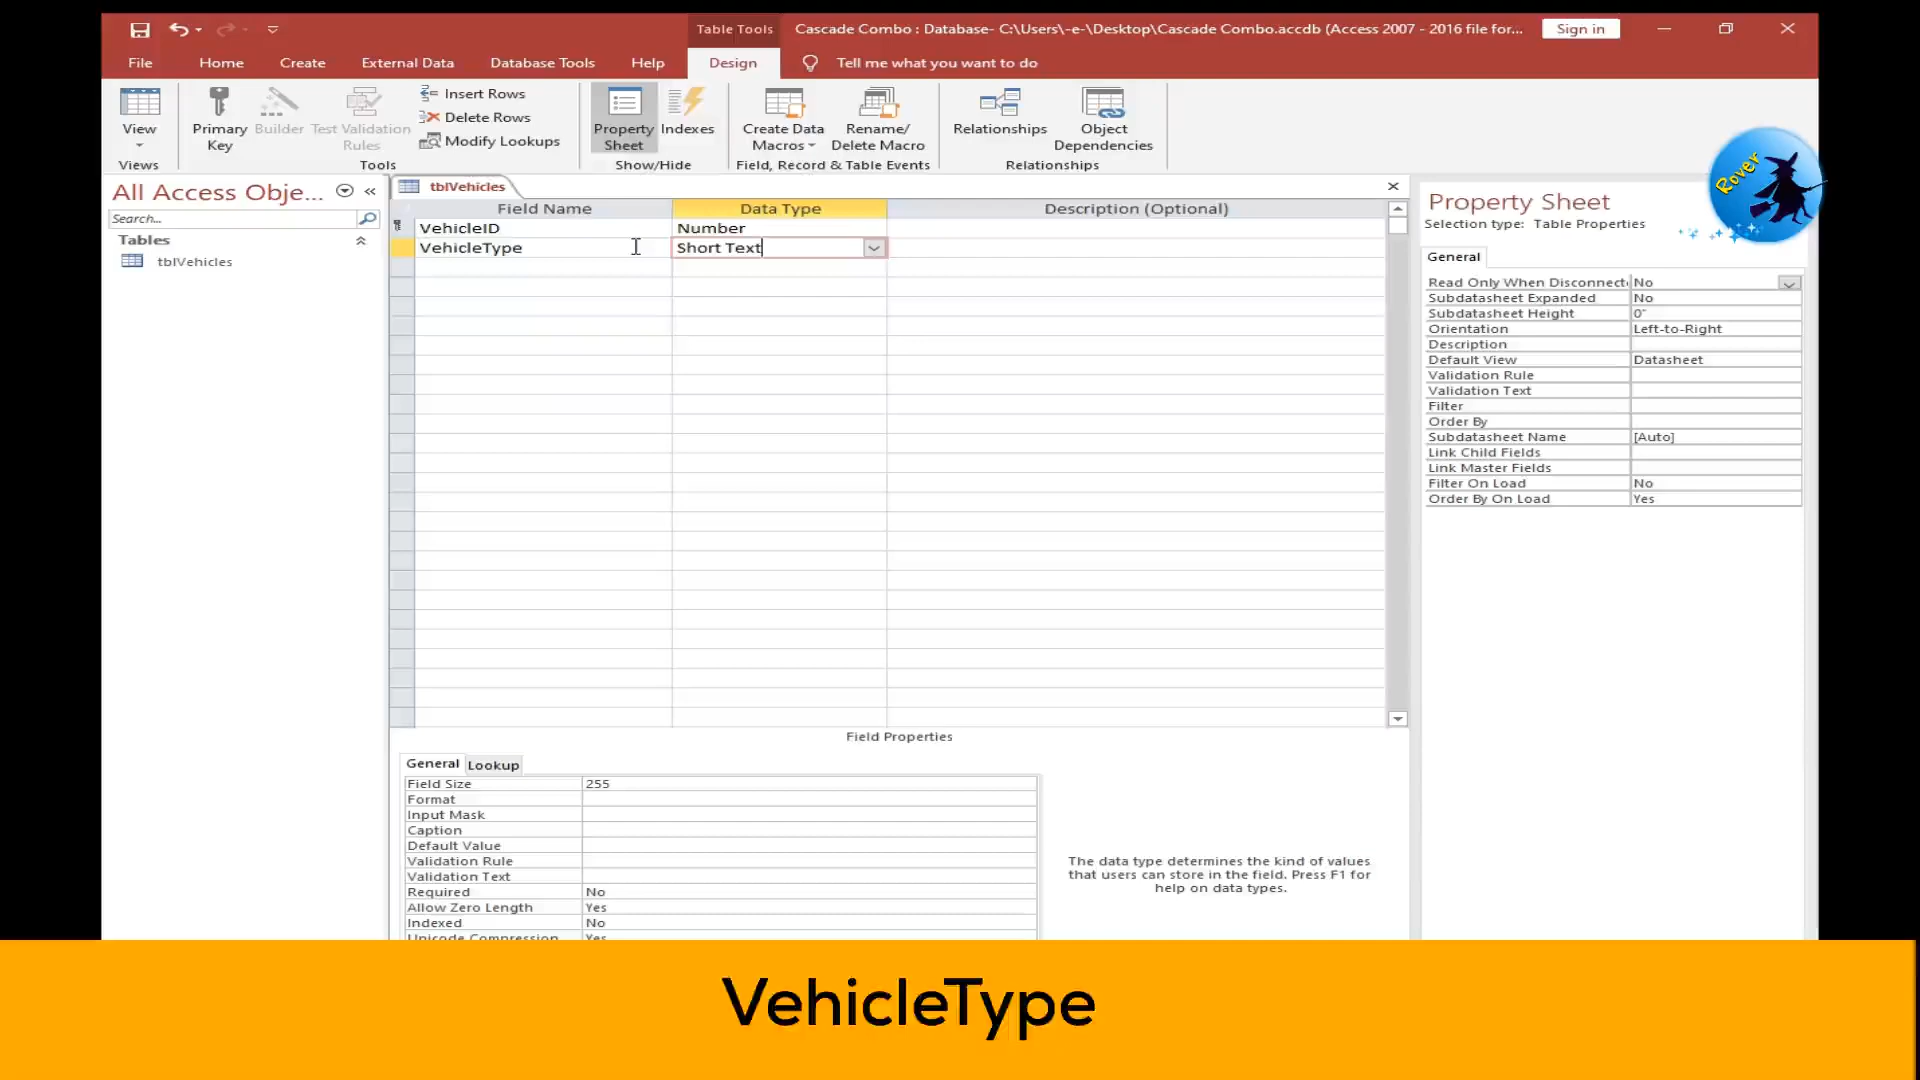 Table Tools
Cascade Combo : Database- C:\Users\-e-\Desktop\Cascade Combo.accdb (Access 2007 - 2016 file for...
Sign in
File Home Create External Data Database Tools Help Design Tell me what you want to do
View
Views
Primary Key
Builder
Test Validation Rules
Insert Rows
Delete Rows
Modify Lookups
Tools
Property Sheet
Indexes
Show/Hide
Create Data Macros
Rename/ Delete Macro
Field, Record & Table Events
Relationships
Object Dependencies
Relationships
Rover
All Access Obje...
Search...
Tables
tblVehicles
tblVehicles
Field Name Data Type Description (Optional)
VehicleID Number
VehicleType Short Text
Field Properties
General Lookup
Field Size 255
Format
Input Mask
Caption
Default Value
Validation Rule
Validation Text
Required No
Allow Zero Length Yes
Indexed No
Unicode Compression Yes
The data type determines the kind of values
that users can store in the field. Press F1 for
help on data types.
Property Sheet
Selection type: Table Properties
General
Read Only When Disconnect No
Subdatasheet Expanded No
Subdatasheet Height 0"
Orientation Left-to-Right
Description
Default View Datasheet
Validation Rule
Validation Text
Filter
Order By
Subdatasheet Name [Auto]
Link Child Fields
Link Master Fields
Filter On Load No
Order By On Load Yes
VehicleType